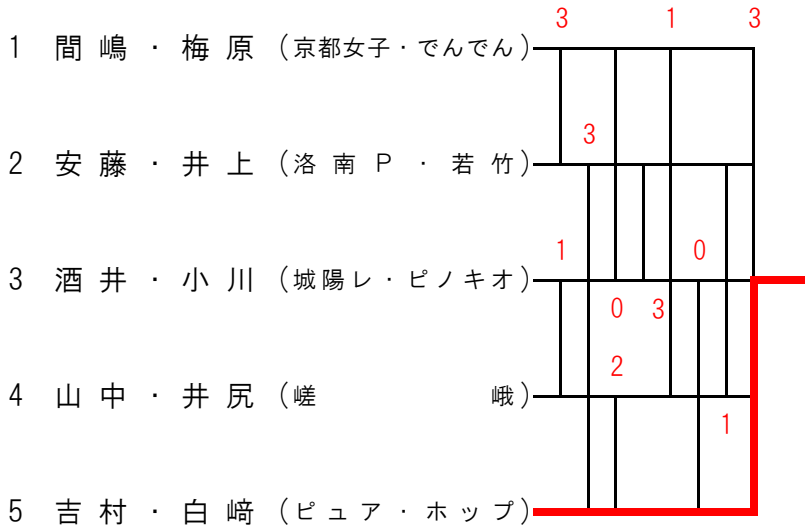 3 1 3
1 間嶋・梅原 (京都女子・でんでん)
3
2 安藤・井上 (洛南P・若竹)
1 0
3 酒井・小川 (城陽レ・ピノキオ)
0 3
2
4 山中・井尻 (嵯峨)
1
5 吉村・白﨑 (ピュア・ホップ)